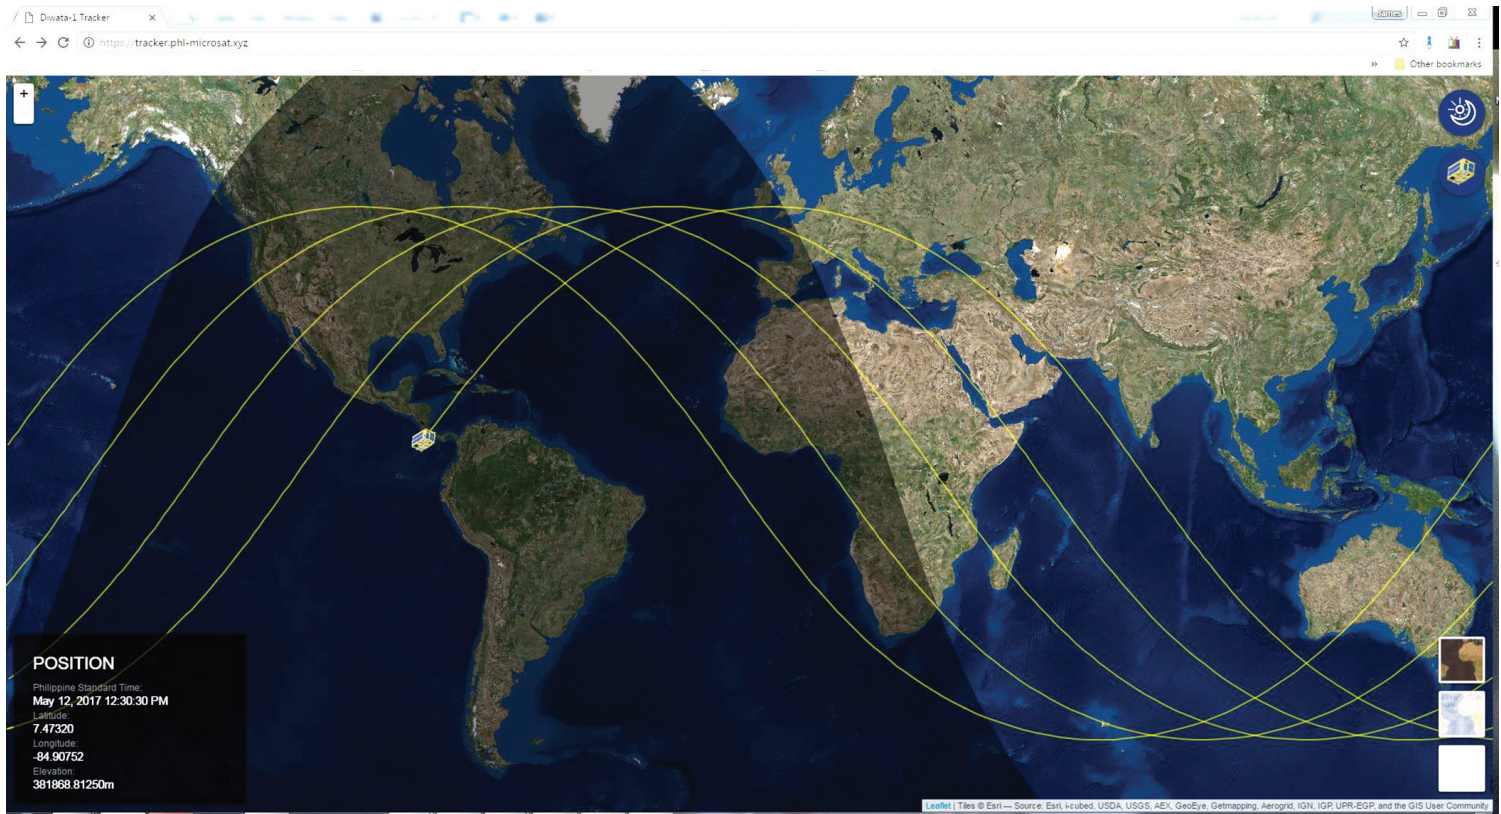 Diwata-1 Tracker
James
https://tracker.phl-microsat.xyz
» Other bookmarks
+
POSITION
Philippine Standard Time:
May 12, 2017 12:30:30 PM
Latitude:
7.47320
Longitude:
-84.90752
Elevation:
381868.81250m
Leaflet | Tiles © Esri — Source: Esri, i-cubed, USDA, USGS, AEX, GeoEye, Getmapping, Aerogrid, IGN, IGP, UPR-EGP, and the GIS User Community